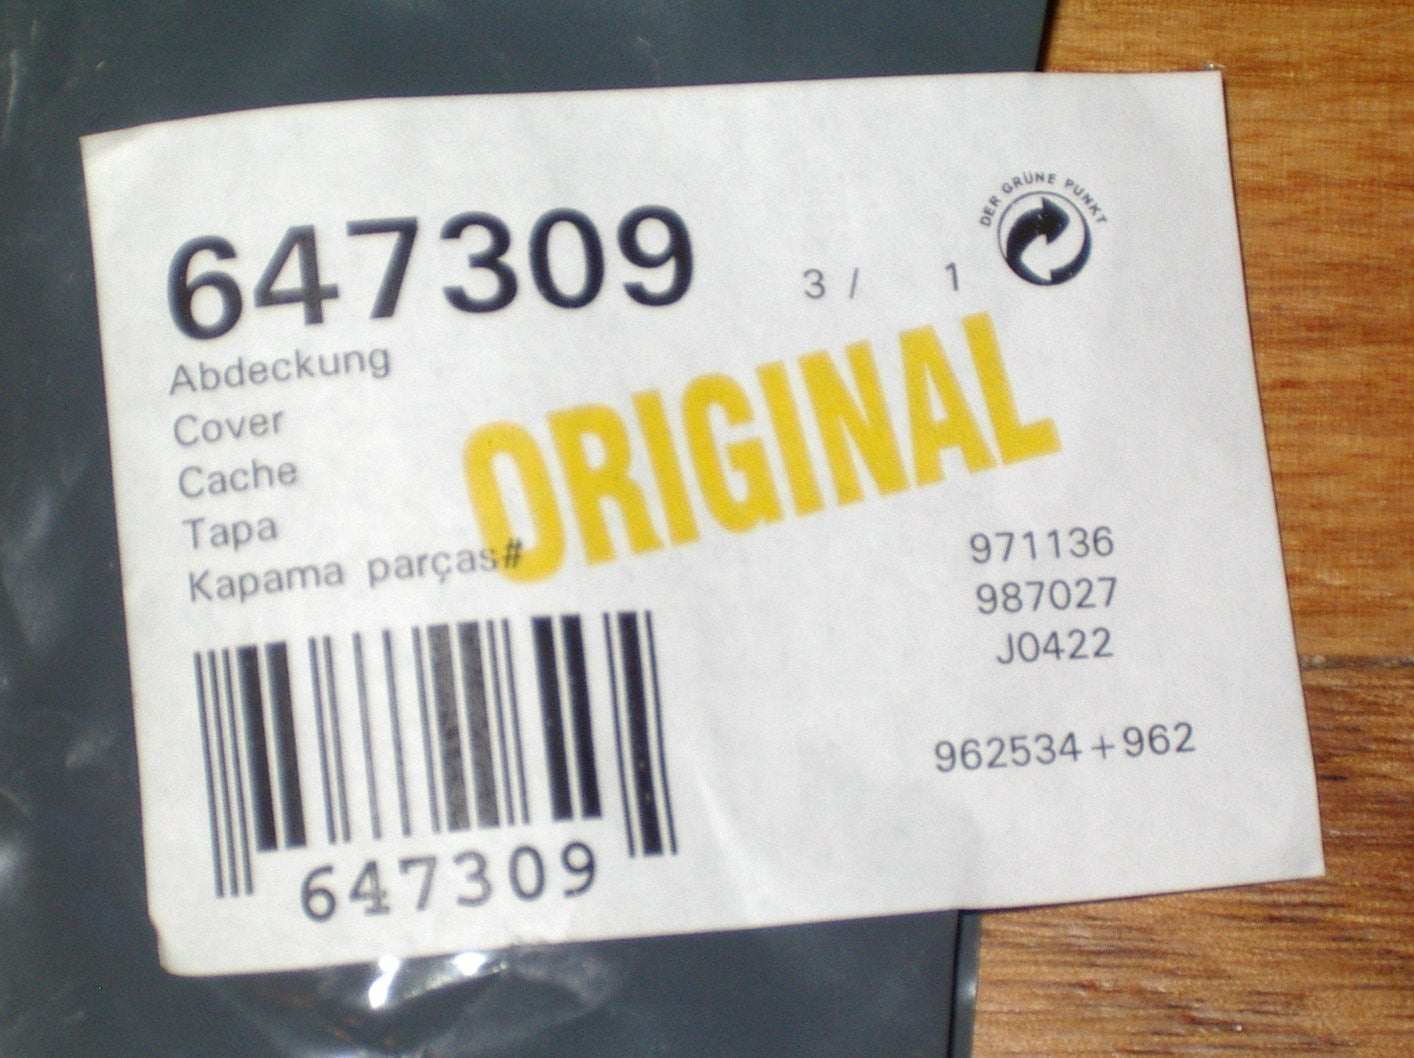 DER GRÜNE PUNKT
647309
3 / 1
Abdeckung
Cover
Cache
Tapa
Kapama parças#
ORIGINAL
971136
987027
J0422
962534+962
647309